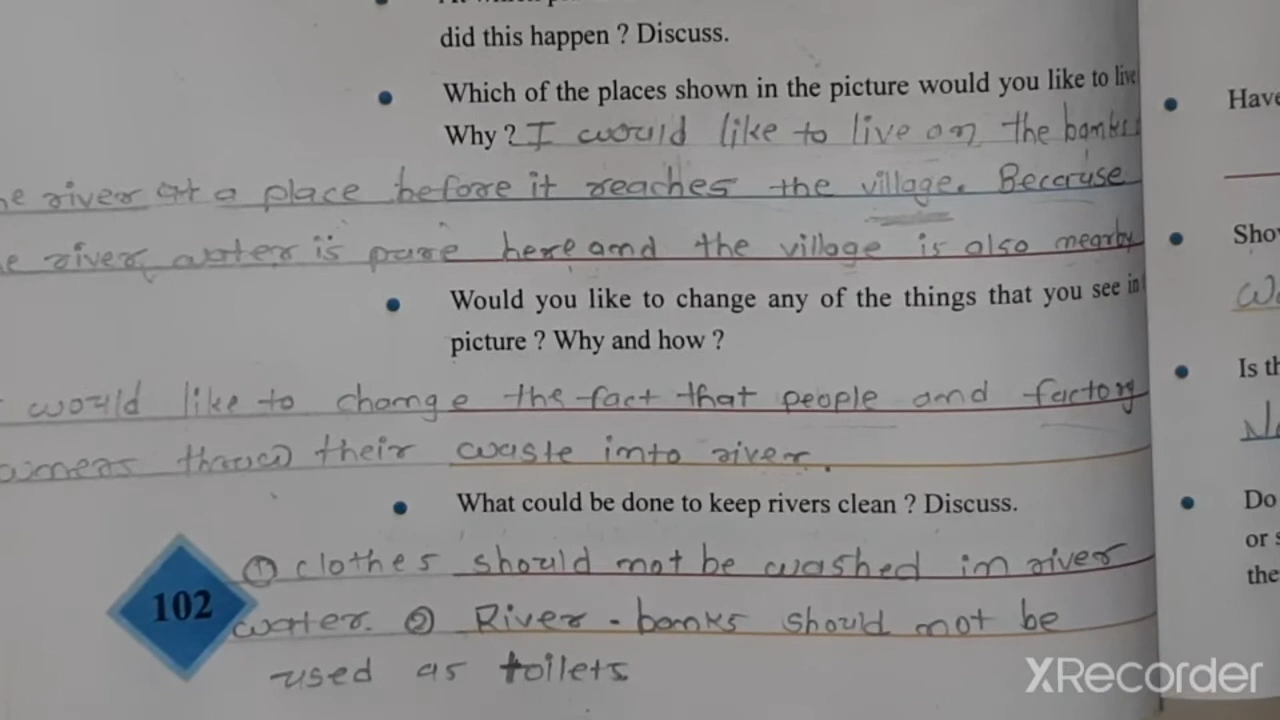 did this happen ? Discuss.
• Which of the places shown in the picture would you like to live
Why ? I would like to live on the banks
river at a place before it reaches the village. Because
river water is pure here and the village is also nearby
• Would you like to change any of the things that you see in
picture ? Why and how ?
would like to change the fact that people and factory
throw their waste into river.
• What could be done to keep rivers clean ? Discuss.
① clothes should not be washed in river
102
water. ② River-banks should not be
used as toilets
• Have
• Is th
• Do
or s
the
XRecorder